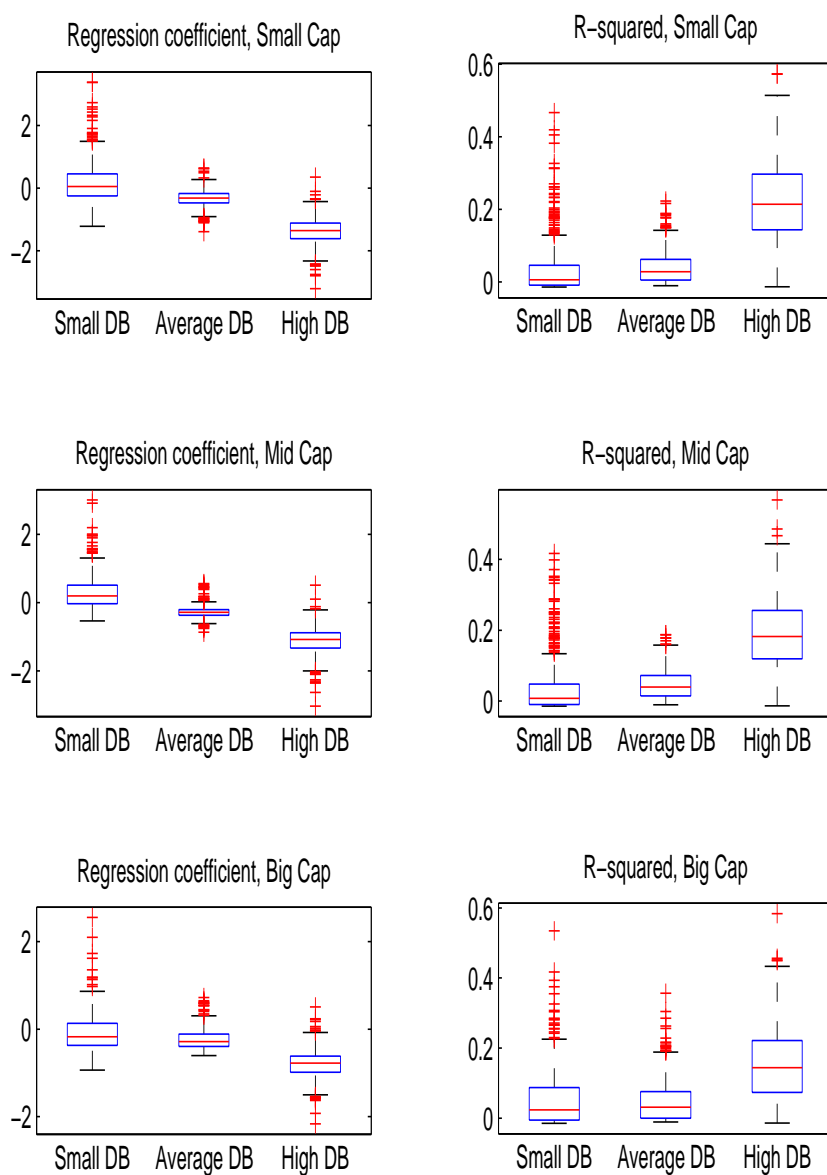 Regression coefficient, Small Cap
2
0
−2
Small DB Average DB High DB
R−squared, Small Cap
0.6
0.4
0.2
0
Small DB Average DB High DB
Regression coefficient, Mid Cap
2
0
−2
Small DB Average DB High DB
R−squared, Mid Cap
0.4
0.2
0
Small DB Average DB High DB
Regression coefficient, Big Cap
2
0
−2
Small DB Average DB High DB
R−squared, Big Cap
0.6
0.4
0.2
0
Small DB Average DB High DB